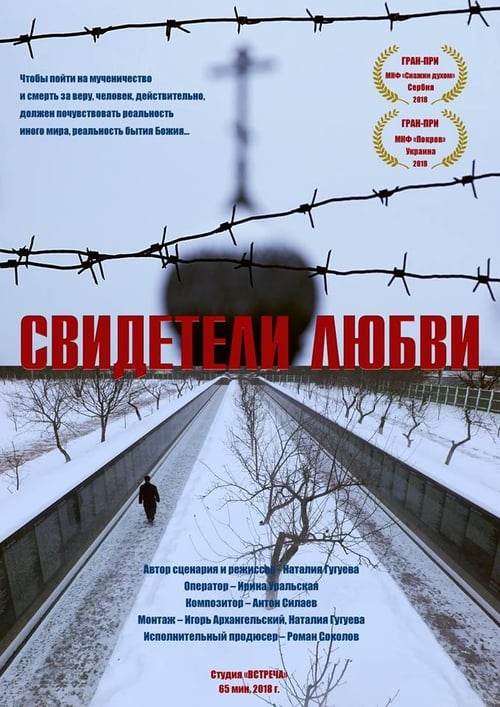 Чтобы пойти на мученичество
и смерть за веру, человек, действительно,
должен почувствовать реальность
иного мира, реальность бытия Божия...
ГРАН-ПРИ
МКФ «Скажин духом»
Сербия
2018
ГРАН-ПРИ
МКФ «Покров»
Украина
2018
СВИДЕТЕЛИ ЛЮБВИ
Автор сценария и режиссер - Наталия Гугуева
Оператор – Ирина Уральская
Композитор – Антон Силаев
Монтаж – Игорь Архангельский, Наталия Гугуева
Исполнительный продюсер – Роман Соколов
Студия «ВСТРЕЧА»
65 мин, 2018 г.